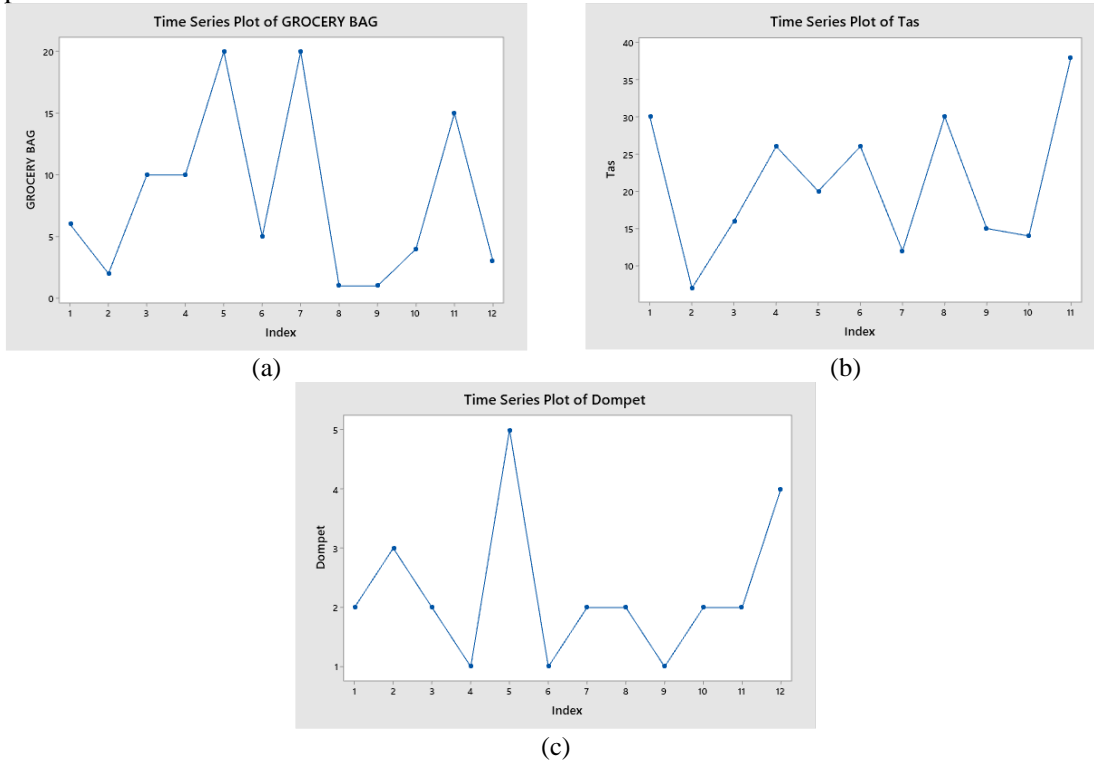 Time Series Plot of GROCERY BAG
20
15
10
5
0
GROCERY BAG
1 2 3 4 5 6 7 8 9 10 11 12
Index
(a)
Time Series Plot of Tas
40
35
30
25
20
15
10
Tas
1 2 3 4 5 6 7 8 9 10 11
Index
(b)
Time Series Plot of Dompet
5
4
3
2
1
Dompet
1 2 3 4 5 6 7 8 9 10 11 12
Index
(c)